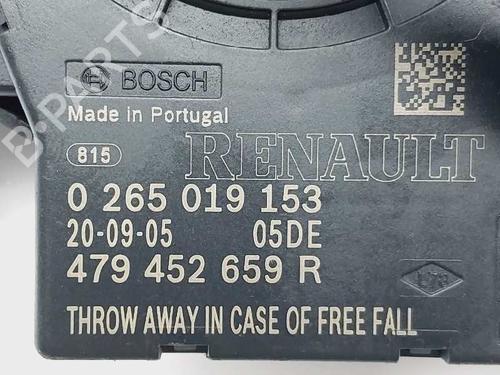 BOSCH
Made in Portugal
815
RENAULT
0 265 019 153
20-09-05 05DE
479 452 659 R
THROW AWAY IN CASE OF FREE FALL
B-PARTS